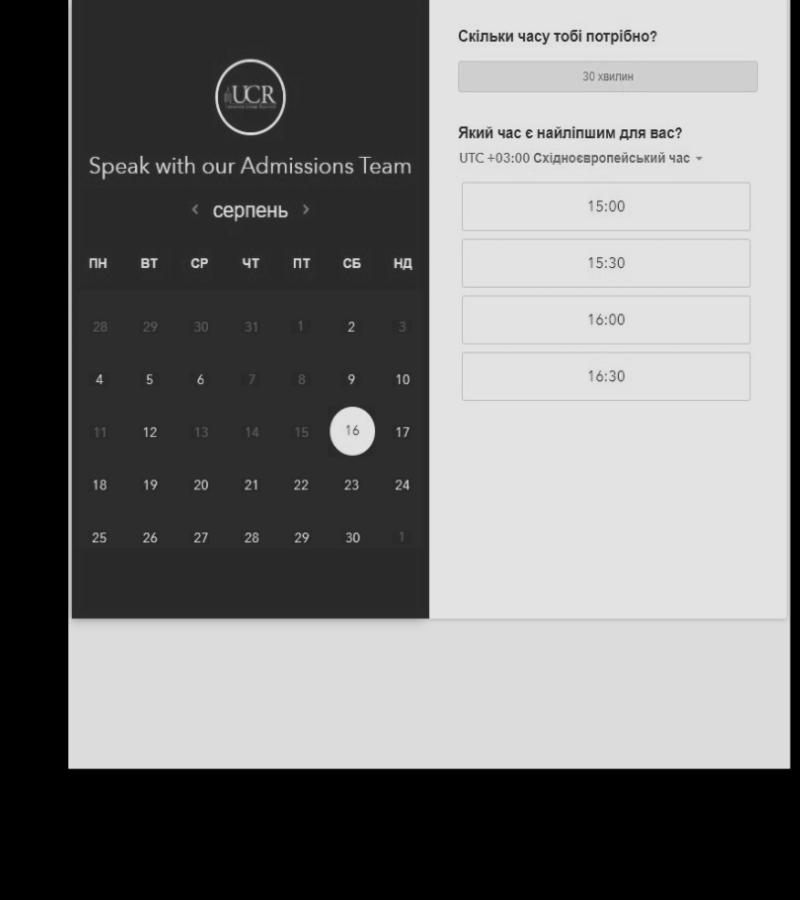 UCR
Speak with our Admissions Team
< серпень >
ПН ВТ СР ЧТ ПТ СБ НД
28 29 30 31 1 2 3
4 5 6 7 8 9 10
11 12 13 14 15 16 17
18 19 20 21 22 23 24
25 26 27 28 29 30 1
Скільки часу тобі потрібно?
30 хвилин
Який час є найліпшим для вас?
UTC +03:00 Східноєвропейський час
15:00
15:30
16:00
16:30